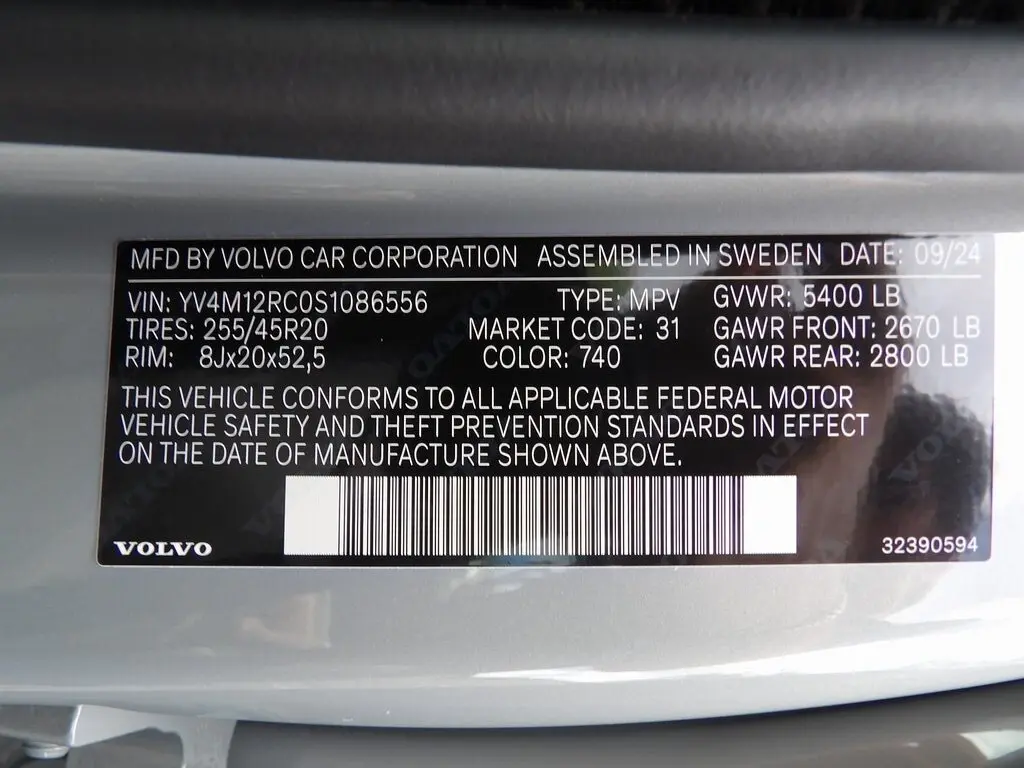 MFD BY VOLVO CAR CORPORATION ASSEMBLED IN SWEDEN DATE: 09/24
VIN: YV4M12RC0S1086556 TYPE: MPV GVWR: 5400 LB
TIRES: 255/45R20 MARKET CODE: 31 GAWR FRONT: 2670 LB
RIM: 8Jx20x52,5 COLOR: 740 GAWR REAR: 2800 LB
THIS VEHICLE CONFORMS TO ALL APPLICABLE FEDERAL MOTOR
VEHICLE SAFETY AND THEFT PREVENTION STANDARDS IN EFFECT
ON THE DATE OF MANUFACTURE SHOWN ABOVE.
VOLVO 32390594